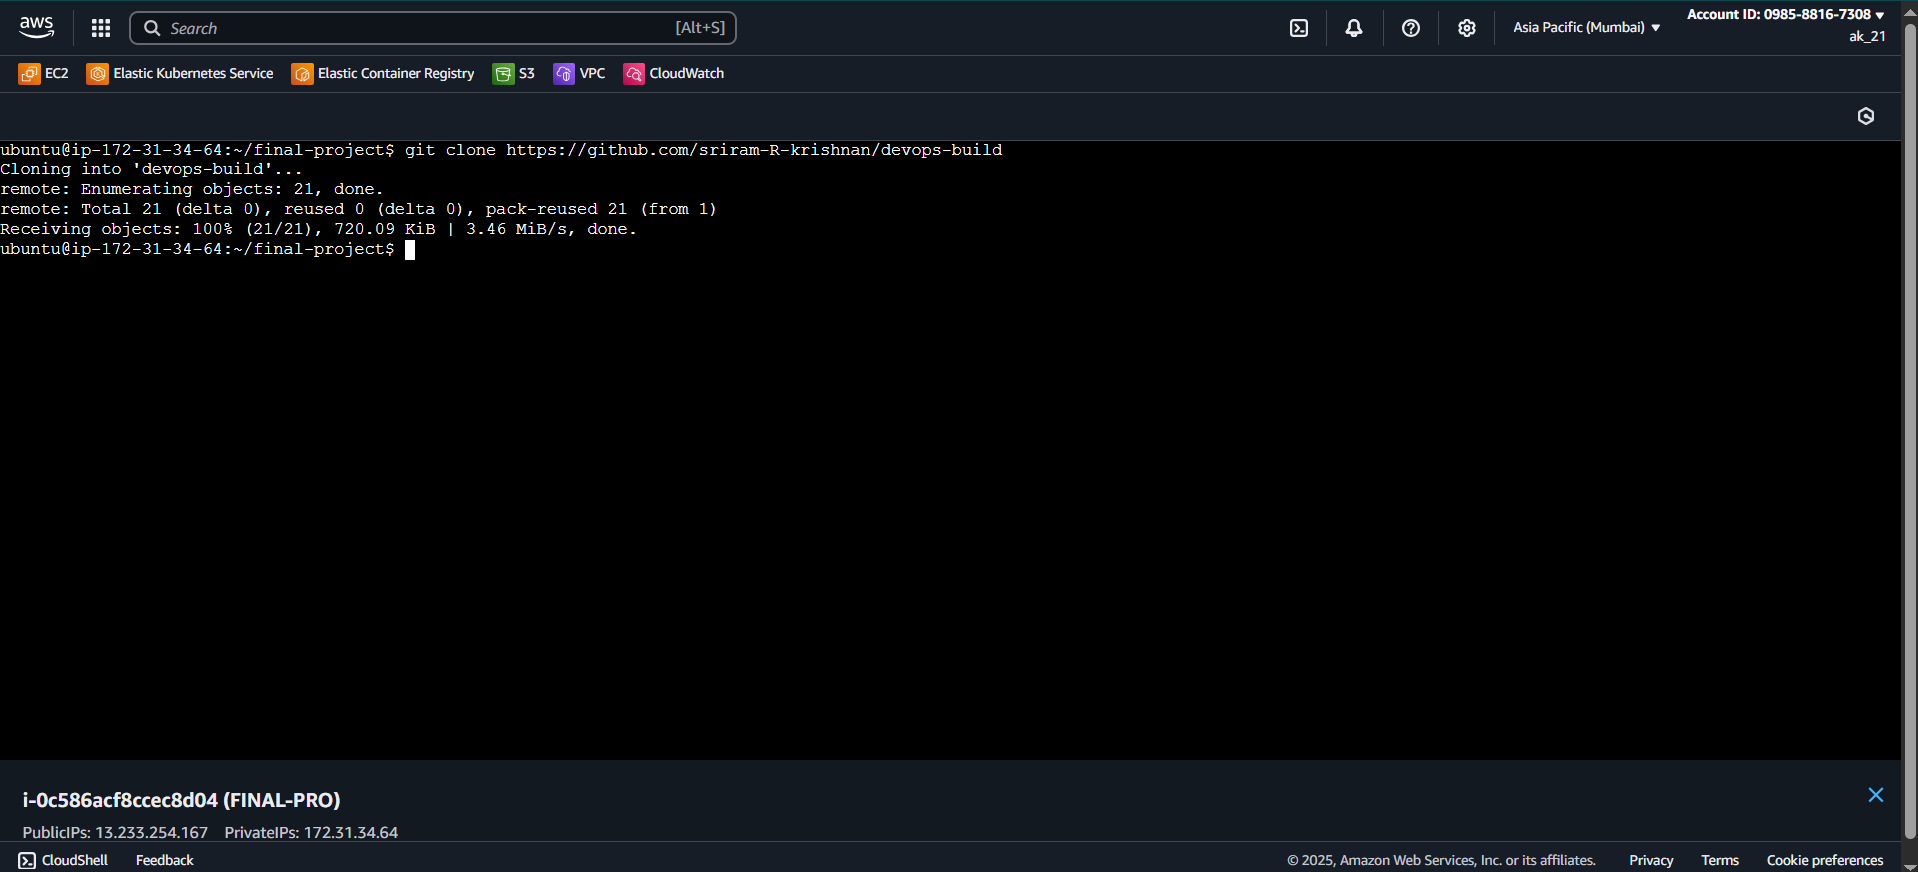 aws
Search [Alt+S]
Asia Pacific (Mumbai)
Account ID: 0985-8816-7308
ak_21
EC2 Elastic Kubernetes Service Elastic Container Registry S3 VPC CloudWatch
ubuntu@ip-172-31-34-64:~/final-project$ git clone https://github.com/sriram-R-krishnan/devops-build
Cloning into 'devops-build'...
remote: Enumerating objects: 21, done.
remote: Total 21 (delta 0), reused 0 (delta 0), pack-reused 21 (from 1)
Receiving objects: 100% (21/21), 720.09 KiB | 3.46 MiB/s, done.
ubuntu@ip-172-31-34-64:~/final-project$
i-0c586acf8ccec8d04 (FINAL-PRO)
PublicIPs: 13.233.254.167 PrivateIPs: 172.31.34.64
CloudShell Feedback © 2025, Amazon Web Services, Inc. or its affiliates. Privacy Terms Cookie preferences